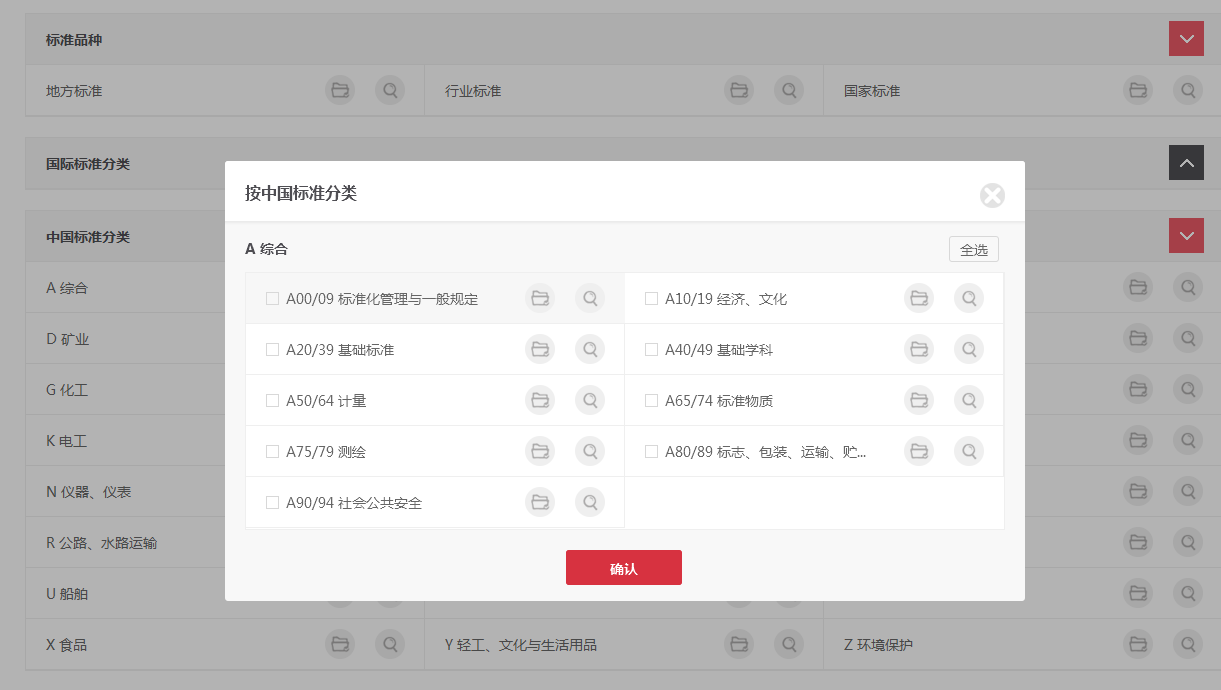 标准品种
地方标准 行业标准 国家标准
国际标准分类
中国标准分类
A 综合
D 矿业
G 化工
K 电工
N 仪器、仪表
R 公路、水路运输
U 船舶
X 食品 Y 轻工、文化与生活用品 Z 环境保护
按中国标准分类
A 综合 全选
A00/09 标准化管理与一般规定 A10/19 经济、文化
A20/39 基础标准 A40/49 基础学科
A50/64 计量 A65/74 标准物质
A75/79 测绘 A80/89 标志、包装、运输、贮...
A90/94 社会公共安全
确认